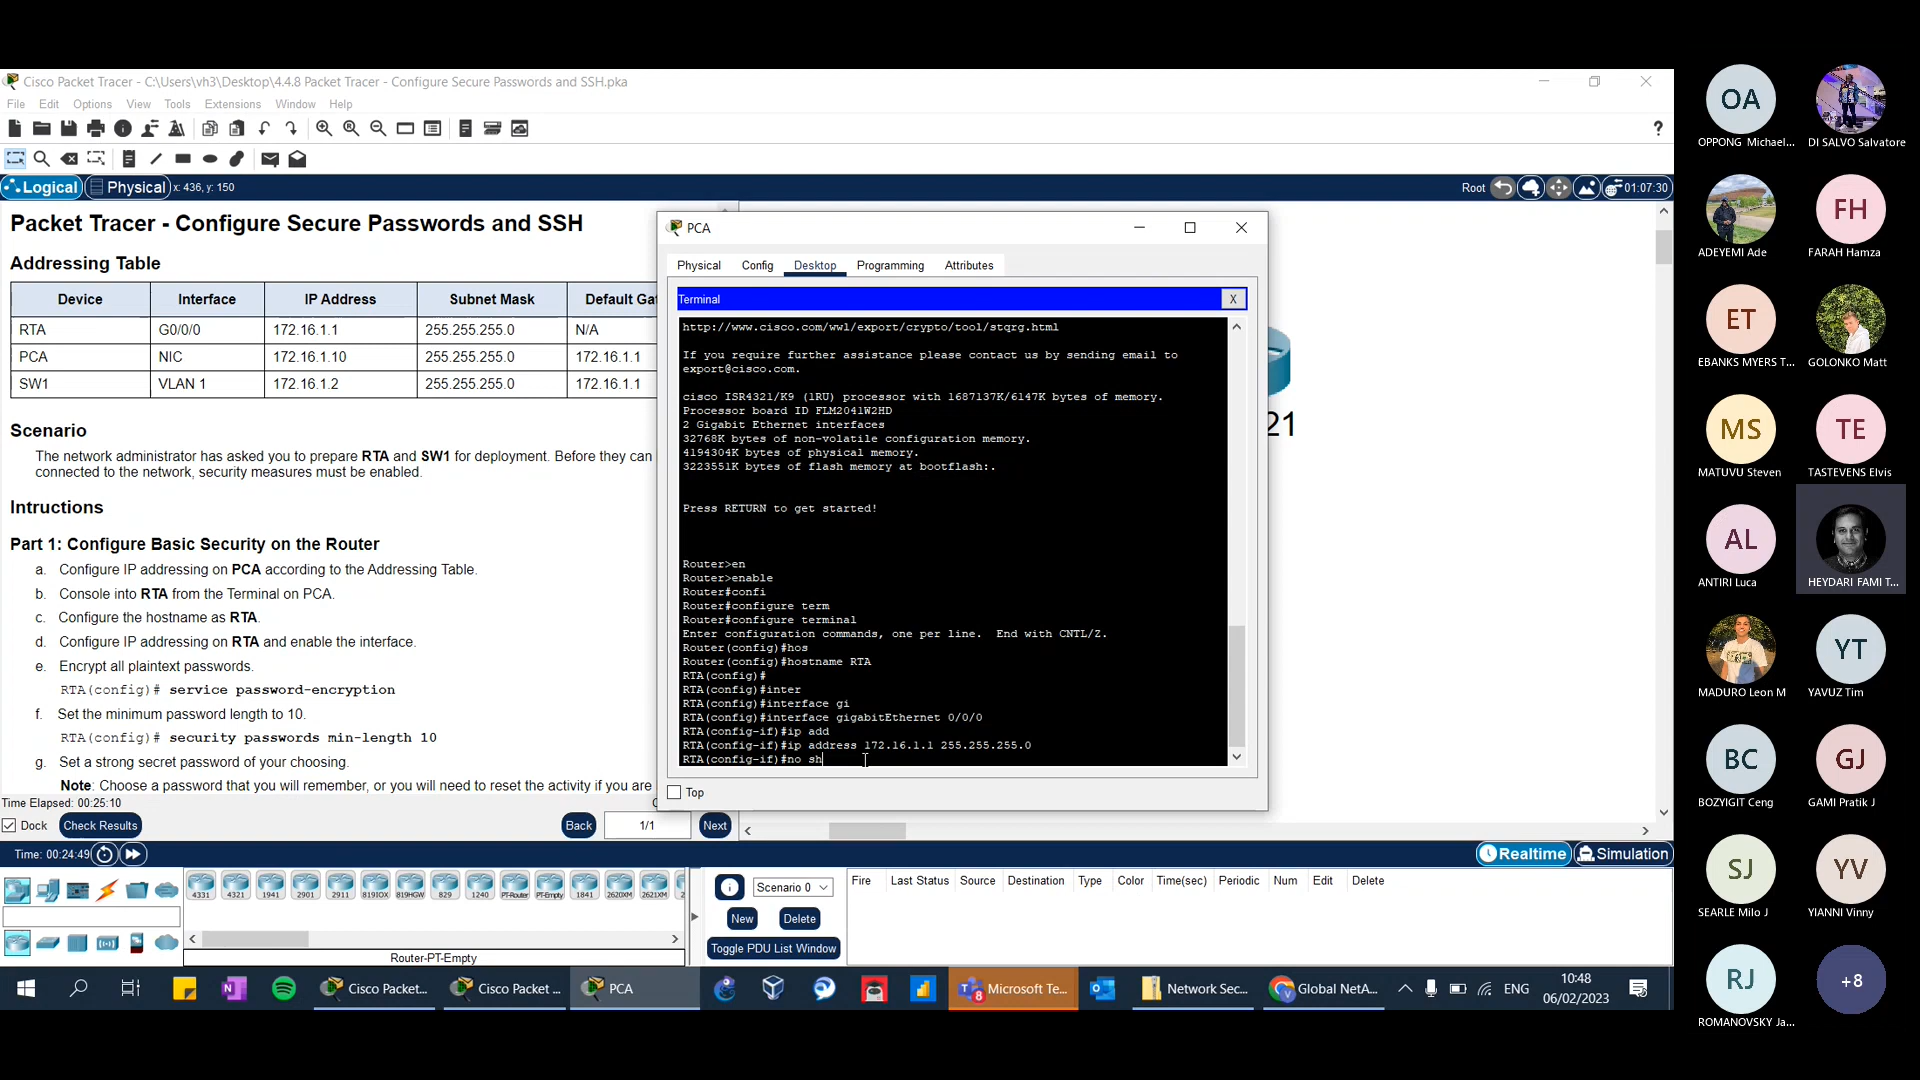 Cisco Packet Tracer - C:\Users\vh3\Desktop\4.4.8 Packet Tracer - Configure Secure Passwords and SSH.pka
File Edit Options View Tools Extensions Window Help
?
Logical Physical x: 436, y: 150
Root 01:07:30
Packet Tracer - Configure Secure Passwords and SSH
Addressing Table
Device Interface IP Address Subnet Mask Default Gat
RTA G0/0/0 172.16.1.1 255.255.255.0 N/A
PCA NIC 172.16.1.10 255.255.255.0 172.16.1.1
SW1 VLAN 1 172.16.1.2 255.255.255.0 172.16.1.1
Scenario
The network administrator has asked you to prepare RTA and SW1 for deployment. Before they can
connected to the network, security measures must be enabled.
Intructions
Part 1: Configure Basic Security on the Router
a. Configure IP addressing on PCA according to the Addressing Table.
b. Console into RTA from the Terminal on PCA.
c. Configure the hostname as RTA.
d. Configure IP addressing on RTA and enable the interface.
e. Encrypt all plaintext passwords.
RTA(config)# service password-encryption
f. Set the minimum password length to 10.
RTA(config)# security passwords min-length 10
g. Set a strong secret password of your choosing.
Note: Choose a password that you will remember, or you will need to reset the activity if you are
Time Elapsed: 00:25:10
Dock Check Results Back 1/1 Next
PCA
Physical Config Desktop Programming Attributes
Terminal X
http://www.cisco.com/wwl/export/crypto/tool/stqrg.html
If you require further assistance please contact us by sending email to
export@cisco.com.
cisco ISR4321/K9 (1RU) processor with 1687137K/6147K bytes of memory.
Processor board ID FLM2041W2HD
2 Gigabit Ethernet interfaces
32768K bytes of non-volatile configuration memory.
4194304K bytes of physical memory.
3223551K bytes of flash memory at bootflash:.
Press RETURN to get started!
Router>en
Router>enable
Router#confi
Router#configure term
Router#configure terminal
Enter configuration commands, one per line.  End with CNTL/Z.
Router(config)#hos
Router(config)#hostname RTA
RTA(config)#
RTA(config)#inter
RTA(config)#interface gi
RTA(config)#interface gigabitEthernet 0/0/0
RTA(config-if)#ip add
RTA(config-if)#ip address 172.16.1.1 255.255.255.0
RTA(config-if)#no sh
Top
21
Time: 00:24:49
Realtime Simulation
4331 4321 1941 2901 2911 819IOX 819HGW 829 1240 PT-Router PT-Empty 1841 2620XM 2621XM 2
Router-PT-Empty
Scenario 0
New Delete
Toggle PDU List Window
Fire Last Status Source Destination Type Color Time(sec) Periodic Num Edit Delete
Cisco Packet...
Cisco Packet ...
PCA
8
Microsoft Te...
Network Sec...
Global NetA...
ENG
10:48
06/02/2023
OA
OPPONG Michael...
DI SALVO Salvatore
ADEYEMI Ade
FH
FARAH Hamza
ET
EBANKS MYERS T...
GOLONKO Matt
MS
MATUVU Steven
TE
TASTEVENS Elvis
AL
ANTIRI Luca
HEYDARI FAMI T...
MADURO Leon M
YT
YAVUZ Tim
BC
BOZYIGIT Ceng
GJ
GAMI Pratik J
SJ
SEARLE Milo J
YV
YIANNI Vinny
RJ
ROMANOVSKY Ja...
+8